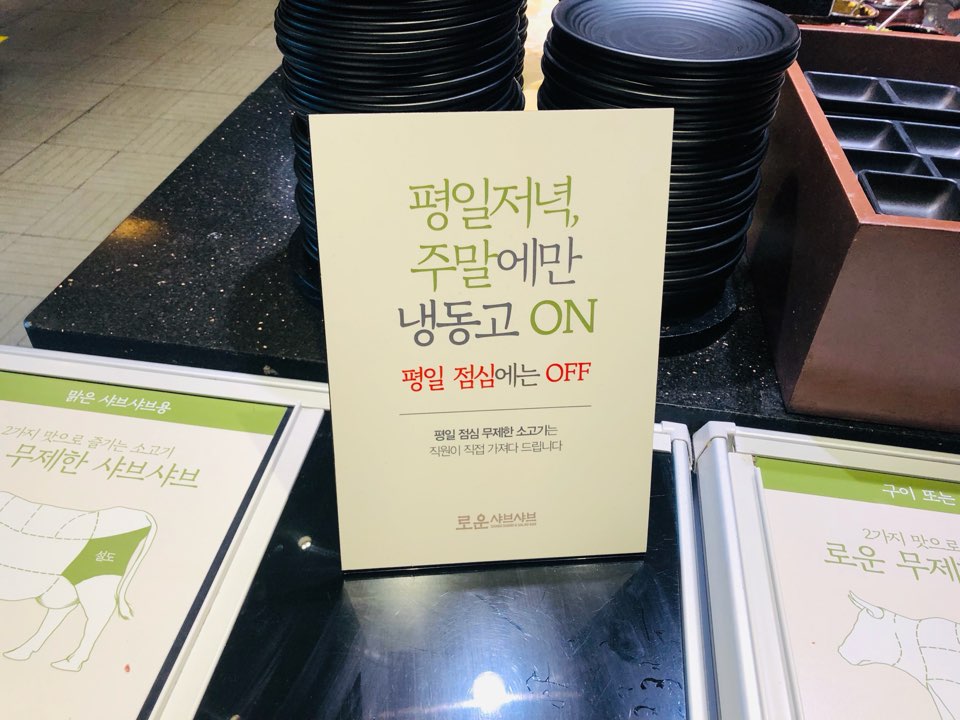 평일저녁,
주말에만
냉동고 ON
평일 점심에는 OFF
평일 점심 무제한 소고기는
직원이 직접 가져다 드립니다
로운 샤브샤브
맑은 샤브샤브용
2가지 맛으로 즐기는 소고기
무제한 샤브샤브
설도
구이 또는
2가지 맛으로
로운 무제